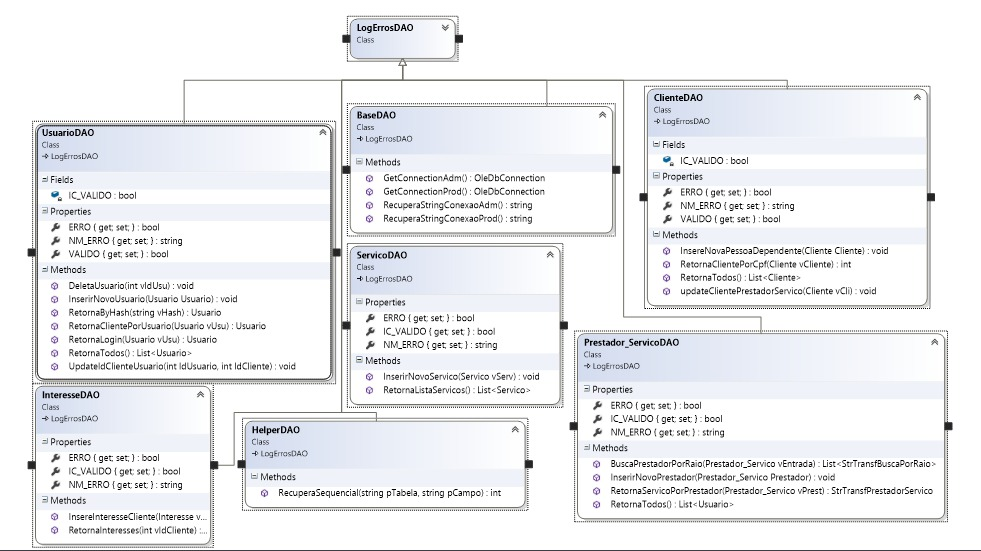 LogErrosDAO
Class
UsuarioDAO
Class
LogErrosDAO
Fields
IC_VALIDO : bool
Properties
ERRO { get; set; } : bool
NM_ERRO { get; set; } : string
VALIDO { get; set; } : bool
Methods
DeletaUsuario(int vIdUsu) : void
InserirNovoUsuario(Usuario Usuario) : void
RetornaByHash(string vHash) : Usuario
RetornaClientePorUsuario(Usuario vUsu) : Usuario
RetornaLogin(Usuario vUsu) : Usuario
RetornaTodos() : List<Usuario>
UpdateIdClienteUsuario(int IdUsuario, int IdCliente) : void
BaseDAO
Class
LogErrosDAO
Methods
GetConnectionAdm() : OleDbConnection
GetConnectionProd() : OleDbConnection
RecuperaStringConexaoAdm() : string
RecuperaStringConexaoProd() : string
ClienteDAO
Class
LogErrosDAO
Fields
IC_VALIDO : bool
Properties
ERRO { get; set; } : bool
NM_ERRO { get; set; } : string
VALIDO { get; set; } : bool
Methods
InsereNovaPessoaDependente(Cliente Cliente) : void
RetornaClientePorCpf(Cliente vCliente) : int
RetornaTodos() : List<Cliente>
updateClientePrestadorServico(Cliente vCli) : void
ServicoDAO
Class
LogErrosDAO
Properties
ERRO { get; set; } : bool
IC_VALIDO { get; set; } : bool
NM_ERRO { get; set; } : string
Methods
InserirNovoServico(Servico vServ) : void
RetornaListaServicos() : List<Servico>
Prestador_ServicoDAO
Class
LogErrosDAO
Properties
ERRO { get; set; } : bool
IC_VALIDO { get; set; } : bool
NM_ERRO { get; set; } : string
Methods
BuscaPrestadorPorRaio(Prestador_Servico vEntrada) : List<StrTransfBuscaPorRaio>
InserirNovoPrestador(Prestador_Servico Prestador) : void
RetornaServicoPorPrestador(Prestador_Servico vPrest) : StrTransfPrestadorServico
RetornaTodos() : List<Usuario>
InteresseDAO
Class
LogErrosDAO
Properties
ERRO { get; set; } : bool
IC_VALIDO { get; set; } : bool
NM_ERRO { get; set; } : string
Methods
InsereInteresseCliente(Interesse v...
RetornaInteresses(int vIdCliente) :...
HelperDAO
Class
LogErrosDAO
Methods
RecuperaSequencial(string pTabela, string pCampo) : int